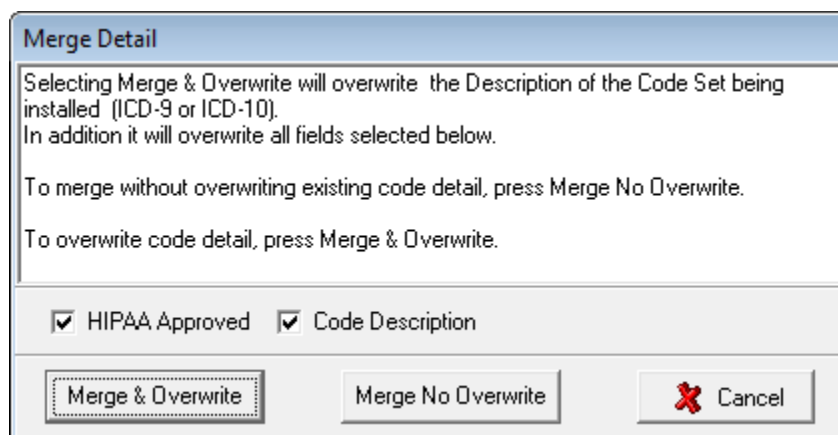 Merge Detail
Selecting Merge & Overwrite will overwrite  the Description of the Code Set being
installed  (ICD-9 or ICD-10).
In addition it will overwrite all fields selected below.
To merge without overwriting existing code detail, press Merge No Overwrite.
To overwrite code detail, press Merge & Overwrite.
HIPAA Approved Code Description
Merge & Overwrite Merge No Overwrite Cancel